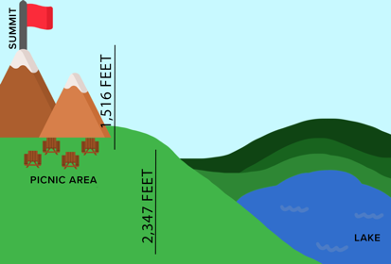 SUMMIT
1,516 FEET
PICNIC AREA
2,347 FEET
LAKE